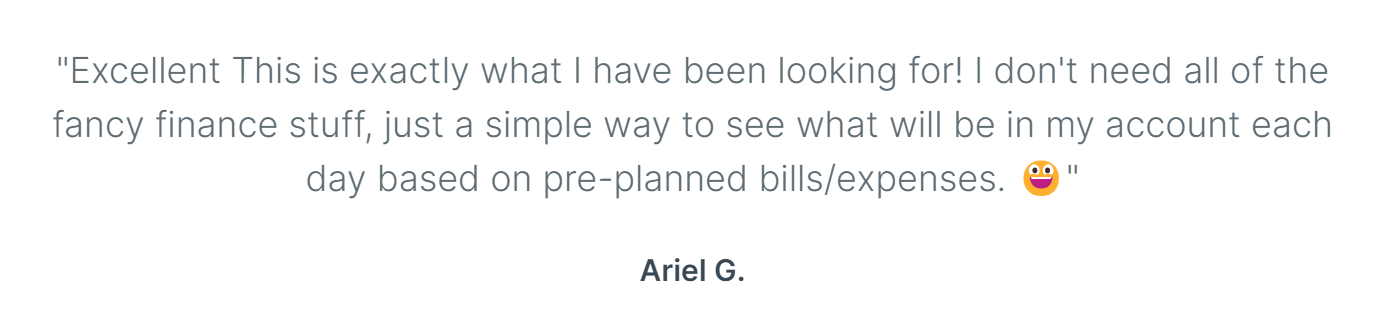 "Excellent This is exactly what I have been looking for! I don't need all of the
fancy finance stuff, just a simple way to see what will be in my account each
day based on pre-planned bills/expenses. 😀"
Ariel G.